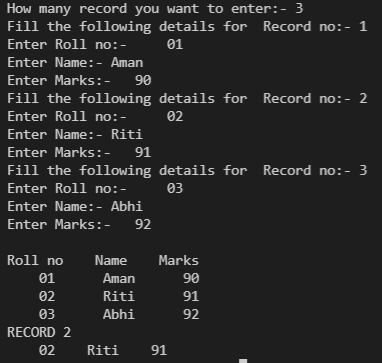 How many record you want to enter:- 3
Fill the following details for  Record no:- 1
Enter Roll no:-     01
Enter Name:- Aman
Enter Marks:-   90
Fill the following details for  Record no:- 2
Enter Roll no:-     02
Enter Name:- Riti
Enter Marks:-   91
Fill the following details for  Record no:- 3
Enter Roll no:-     03
Enter Name:- Abhi
Enter Marks:-   92

Roll no    Name    Marks
    01      Aman      90
    02      Riti      91
    03      Abhi      92
RECORD 2
    02    Riti    91